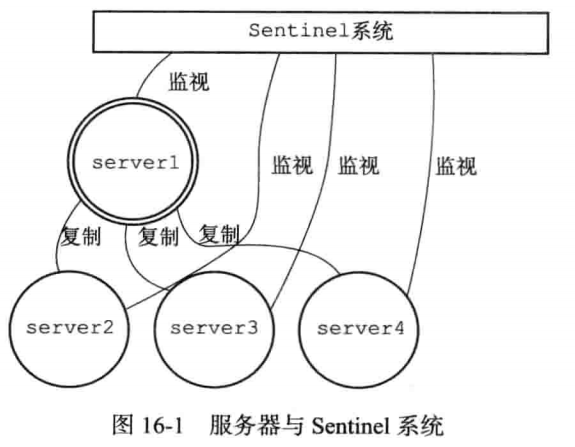 Sentinel系统
监视
server1
监视 监视 监视
复制 复制 复制
server2 server3 server4
图 16-1 服务器与 Sentinel 系统